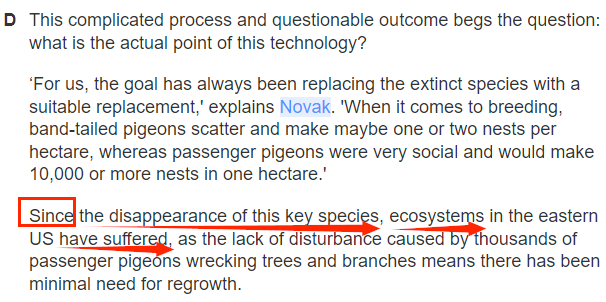 D This complicated process and questionable outcome begs the question:
what is the actual point of this technology?
‘For us, the goal has always been replacing the extinct species with a
suitable replacement,' explains Novak. 'When it comes to breeding,
band-tailed pigeons scatter and make maybe one or two nests per
hectare, whereas passenger pigeons were very social and would make
10,000 or more nests in one hectare.'
Since the disappearance of this key species, ecosystems in the eastern
US have suffered, as the lack of disturbance caused by thousands of
passenger pigeons wrecking trees and branches means there has been
minimal need for regrowth.